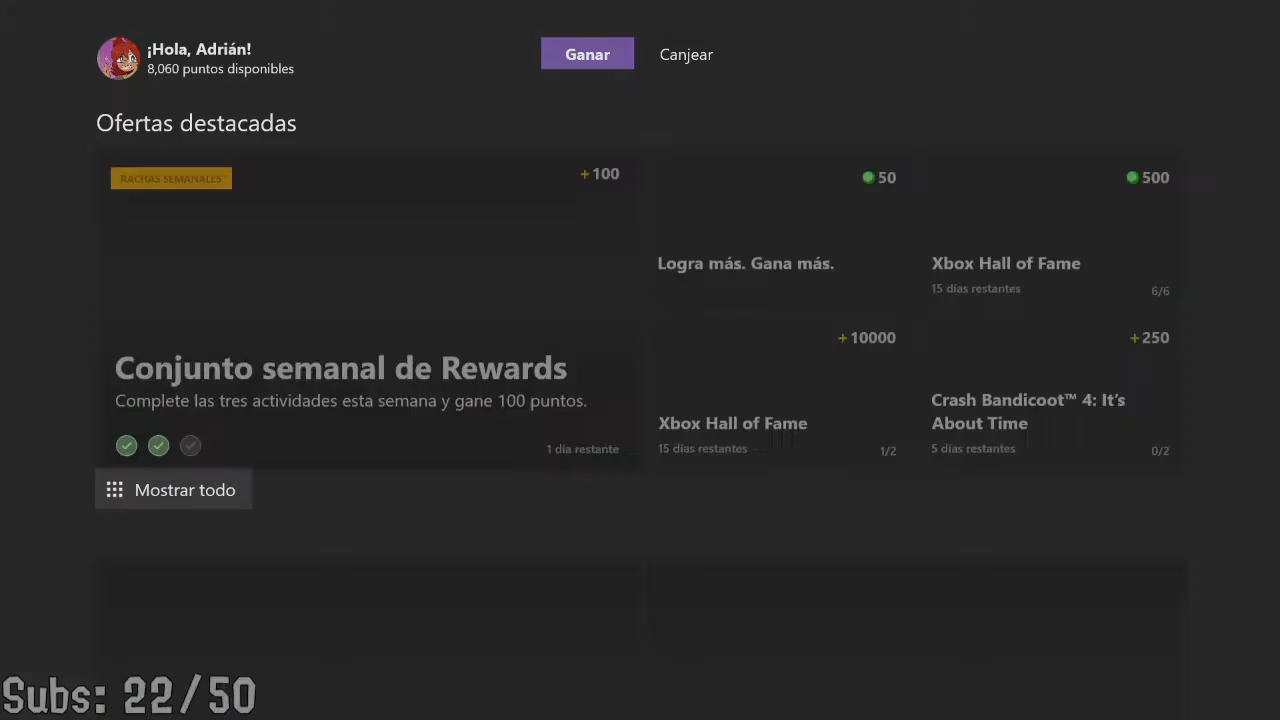 ¡Hola, Adrián!
8,060 puntos disponibles
Ganar
Canjear
Ofertas destacadas
RACHAS SEMANALES
+100
Conjunto semanal de Rewards
Complete las tres actividades esta semana y gane 100 puntos.
1 día restante
50
Logra más. Gana más.
500
Xbox Hall of Fame
15 días restantes
6/6
+10000
Xbox Hall of Fame
15 días restantes
1/2
+250
Crash Bandicoot™ 4: It’s
About Time
5 días restantes
0/2
Mostrar todo
Subs: 22/50